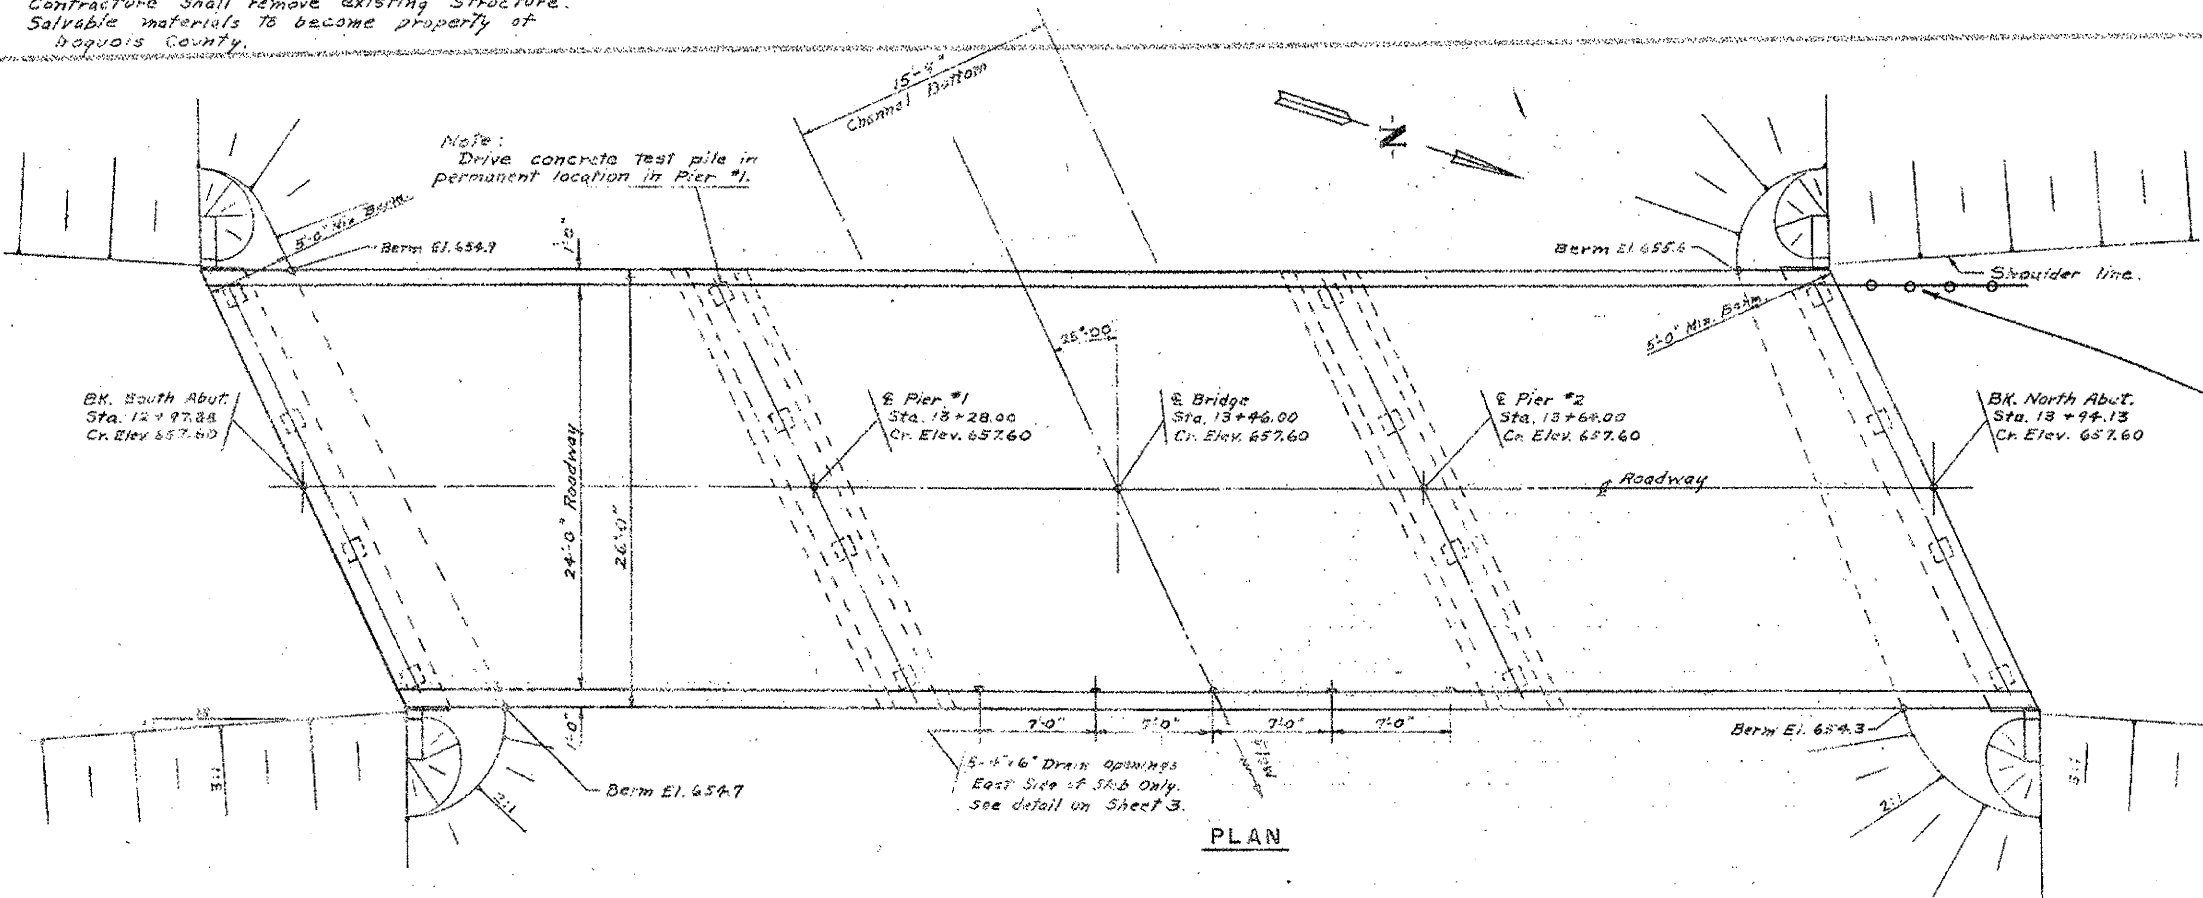 Contractore shall remove existing structure.
Salvable materials to become property of
Iroquois County.
15'-9"
Channel Bottom
N
Note:
Drive concrete test pile in
permanent location in Pier #1.
5'-0" Min Berm
Berm El. 654.7
1'-0"
Berm El. 655.6
Shoulder line.
5'-0" Min. Berm
25°00'
BK. South Abut.
Sta. 12+97.88
Cr. Elev 657.60
℄ Pier #1
Sta. 13+28.00
Cr. Elev. 657.60
℄ Bridge
Sta. 13+46.00
Cr. Elev. 657.60
℄ Pier #2
Sta. 13+64.00
Cr. Elev. 657.60
BK. North Abut.
Sta. 13+94.13
Cr. Elev. 657.60
℄ Roadway
24'-0" Roadway
26'-0"
1'-0"
7'-0"
7'-0"
7'-0"
7'-0"
Flow
Berm El. 654.3
3:1
2:1
Berm El. 654.7
Drain openings
East Side of Slab Only.
see detail on Sheet 3.
2:1
3:1
PLAN